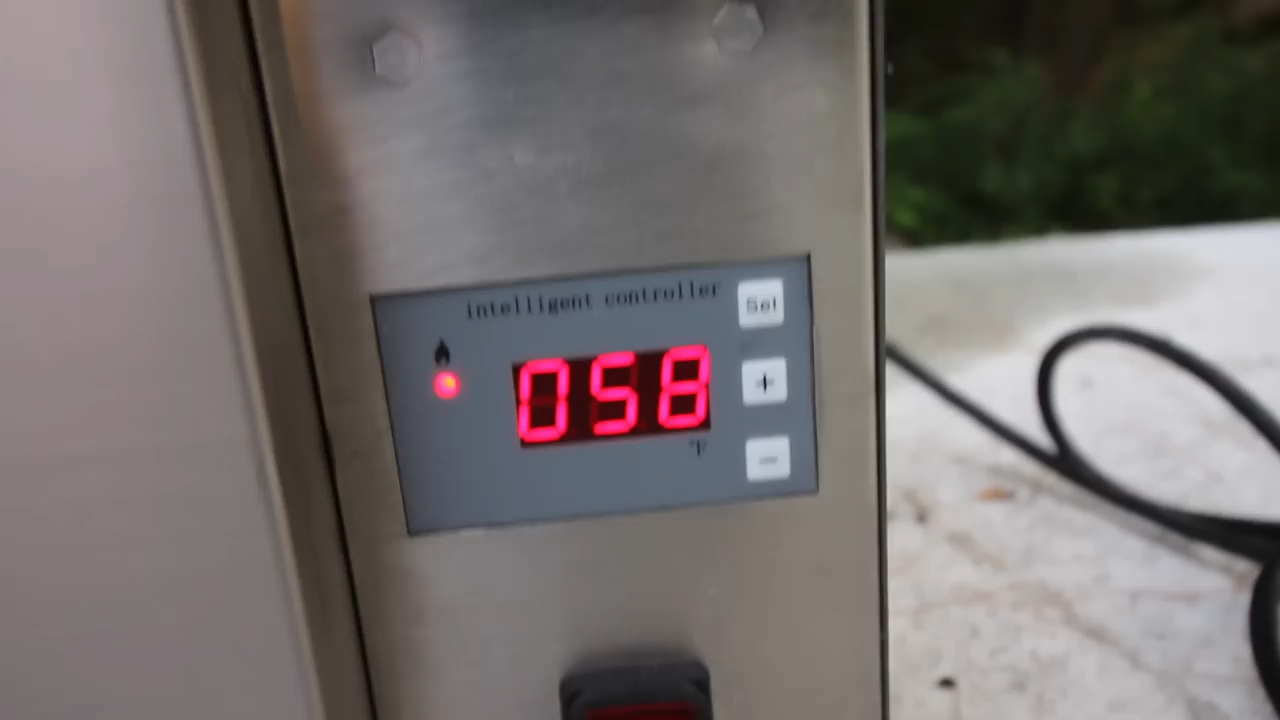 intelligent controller
Set
058
+
°F
-